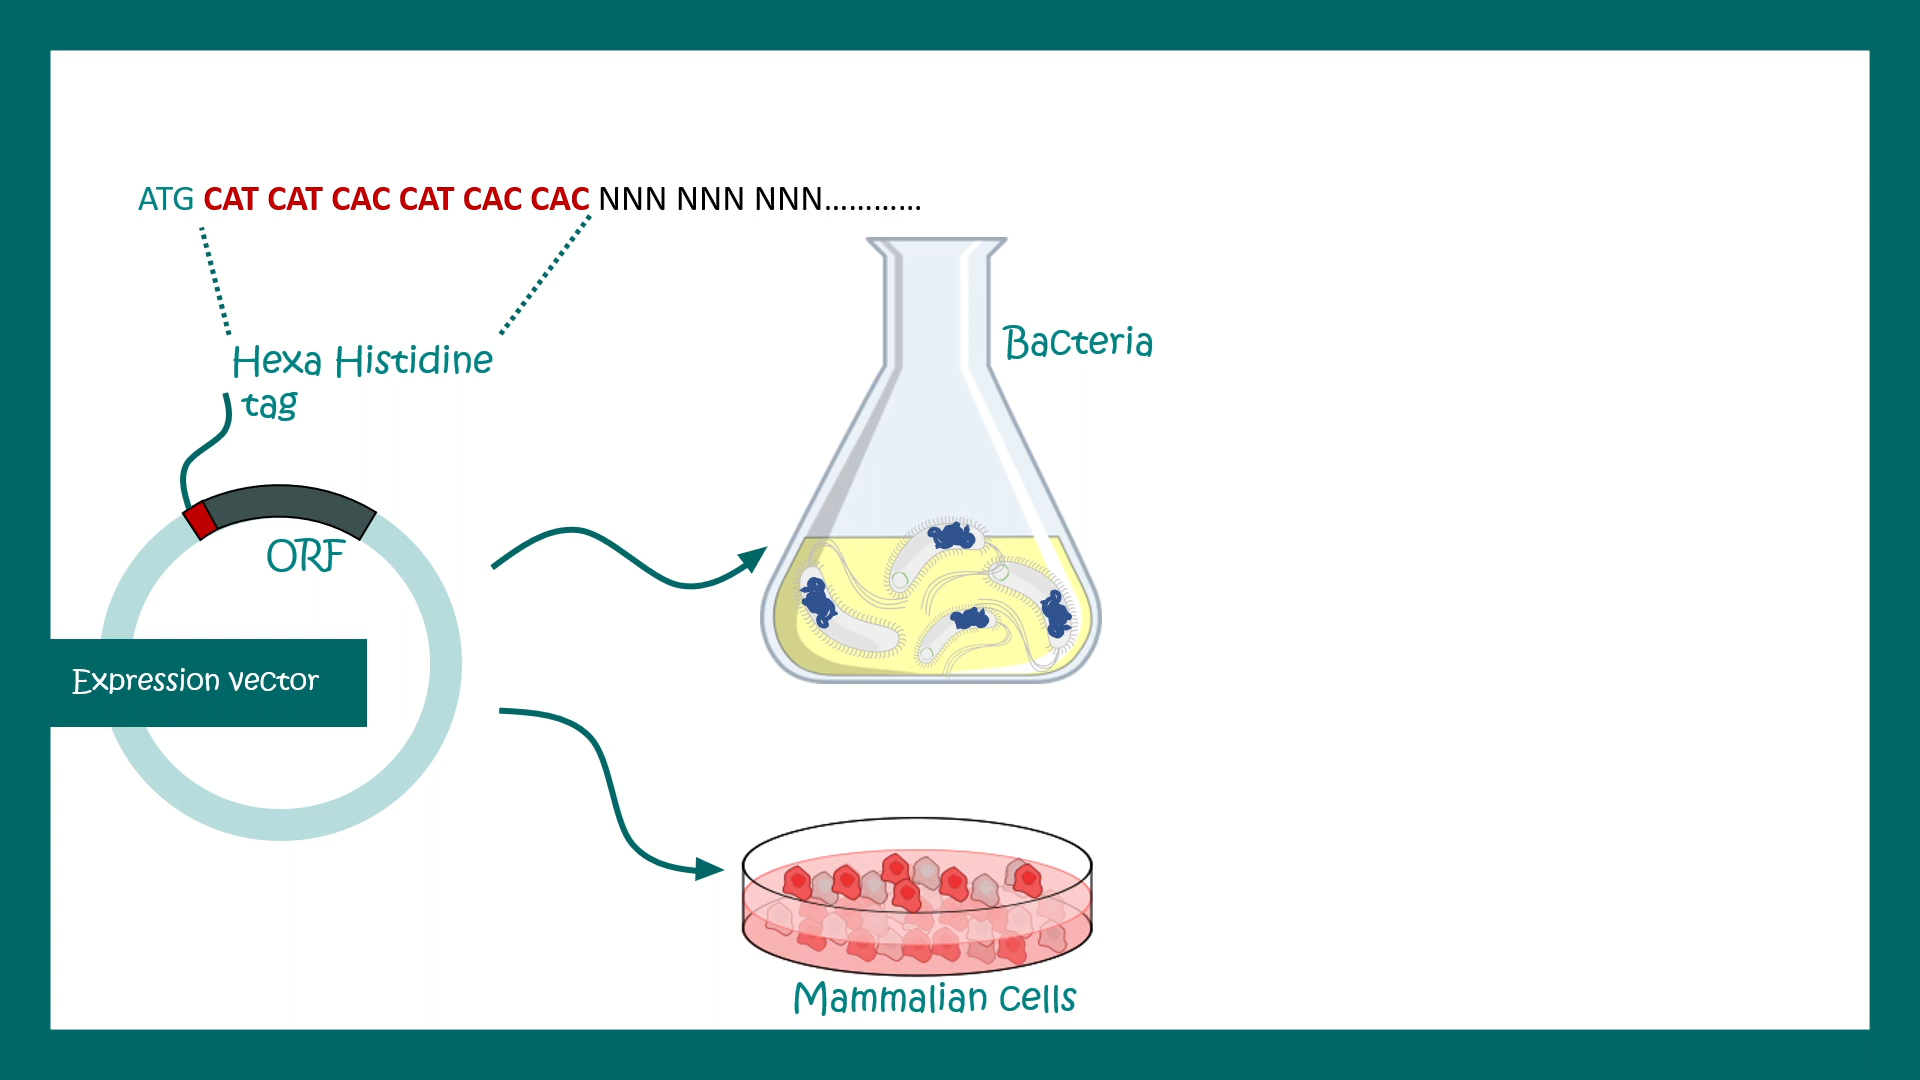 ATG CAT CAT CAC CAT CAC CAC NNN NNN NNN............
Hexa Histidine
tag
Bacteria
ORF
Expression vector
Mammalian cells